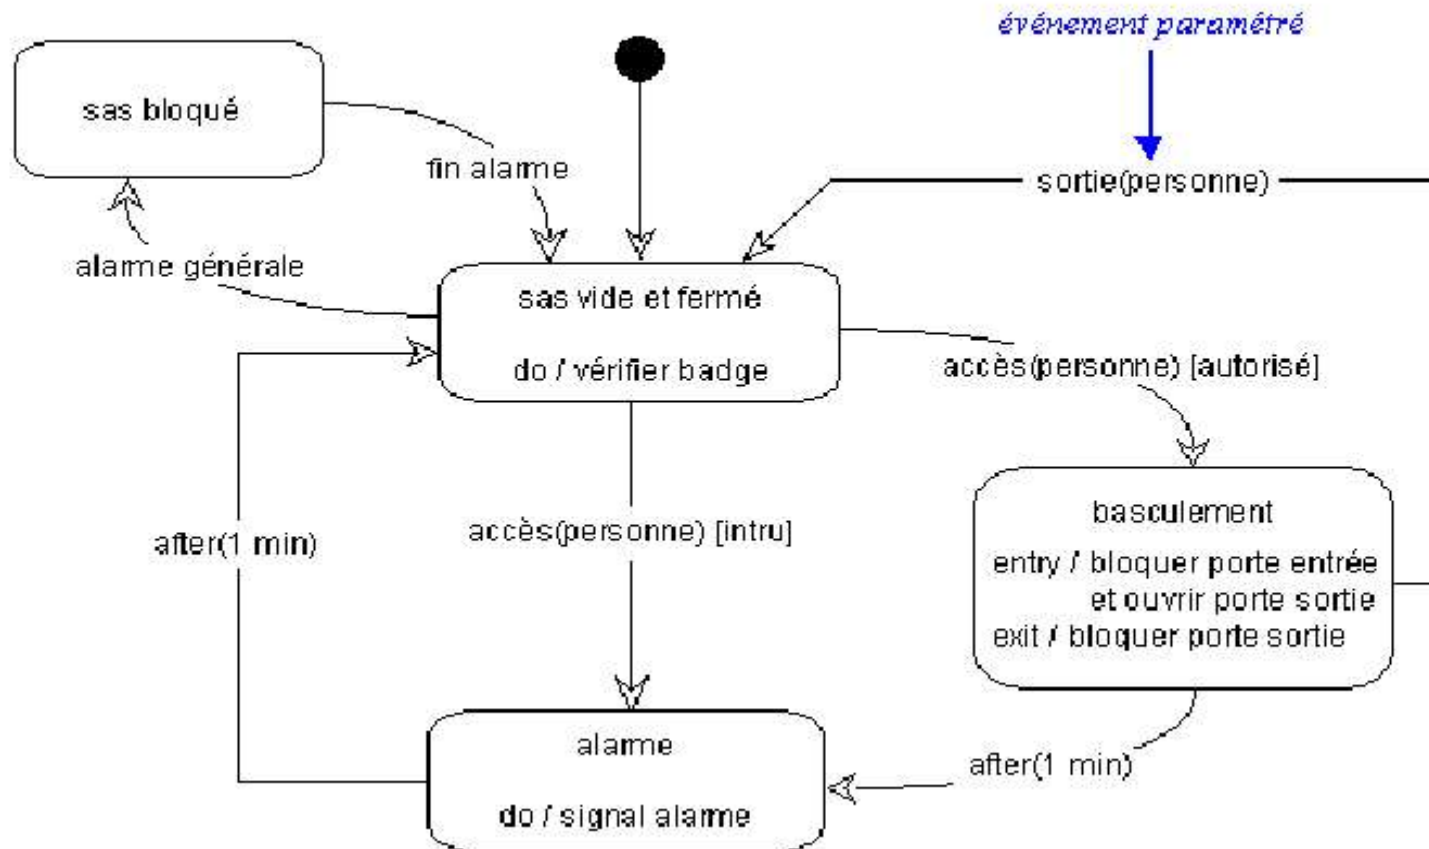 événement paramétré
sas bloqué
fin alarme
sortie(personne)
alarme générale
sas vide et fermé
do / vérifier badge
accès(personne) [autorisé]
after(1 min)
accès(personne) [intru]
basculement
entry / bloquer porte entrée
et ouvrir porte sortie
exit / bloquer porte sortie
alarme
do / signal alarme
after(1 min)